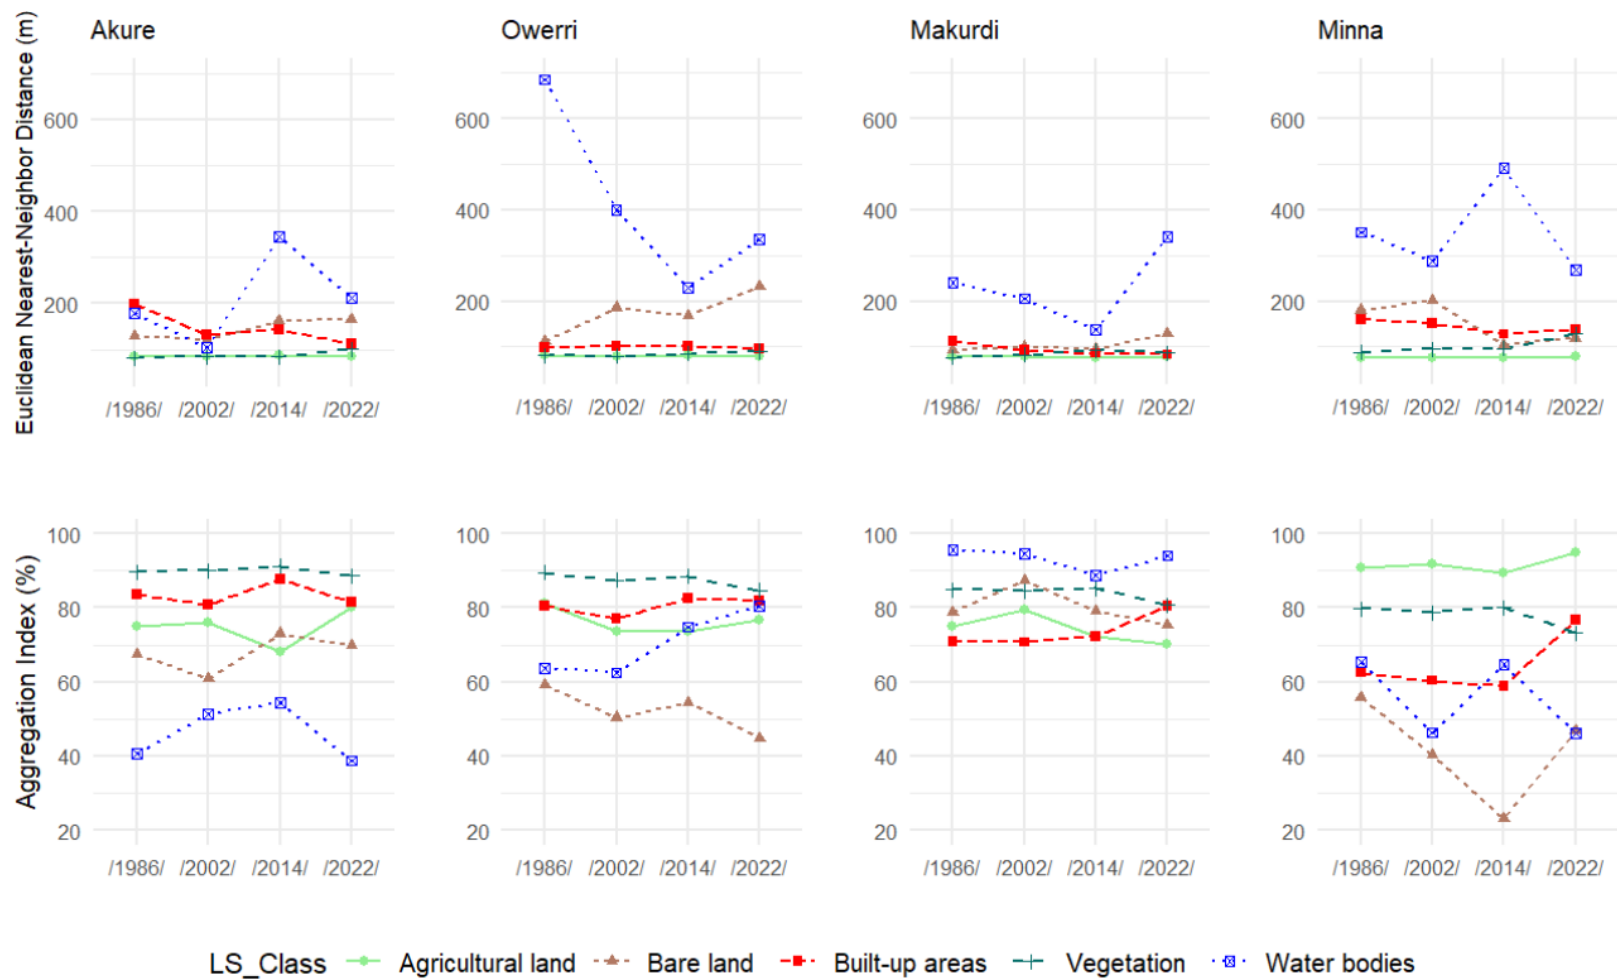 Akure
Owerri
Makurdi
Minna
Euclidean Nearest-Neighbor Distance (m)
600
400
200
/1986/ /2002/ /2014/ /2022/
600
400
200
/1986/ /2002/ /2014/ /2022/
600
400
200
/1986/ /2002/ /2014/ /2022/
600
400
200
/1986/ /2002/ /2014/ /2022/
Aggregation Index (%)
100
80
60
40
20
/1986/ /2002/ /2014/ /2022/
100
80
60
40
20
/1986/ /2002/ /2014/ /2022/
100
80
60
40
20
/1986/ /2002/ /2014/ /2022/
100
80
60
40
20
/1986/ /2002/ /2014/ /2022/
LS_Class Agricultural land Bare land Built-up areas Vegetation Water bodies